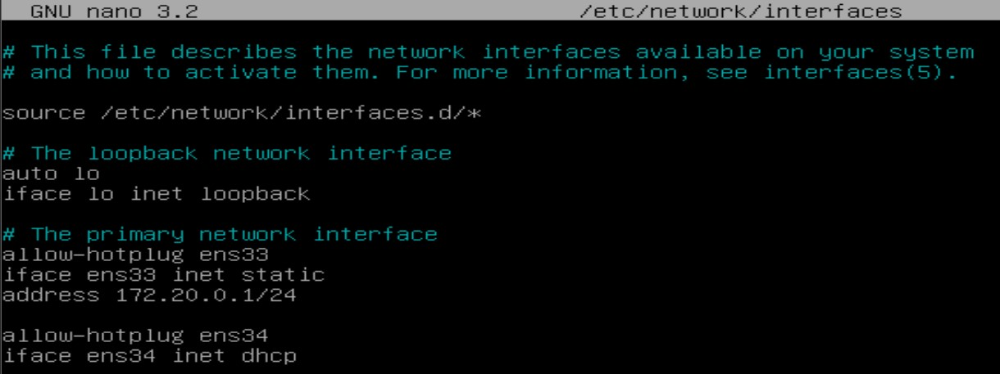 GNU nano 3.2 /etc/network/interfaces
# This file describes the network interfaces available on your system
# and how to activate them. For more information, see interfaces(5).
source /etc/network/interfaces.d/*
# The loopback network interface
auto lo
iface lo inet loopback
# The primary network interface
allow-hotplug ens33
iface ens33 inet static
address 172.20.0.1/24
allow-hotplug ens34
iface ens34 inet dhcp